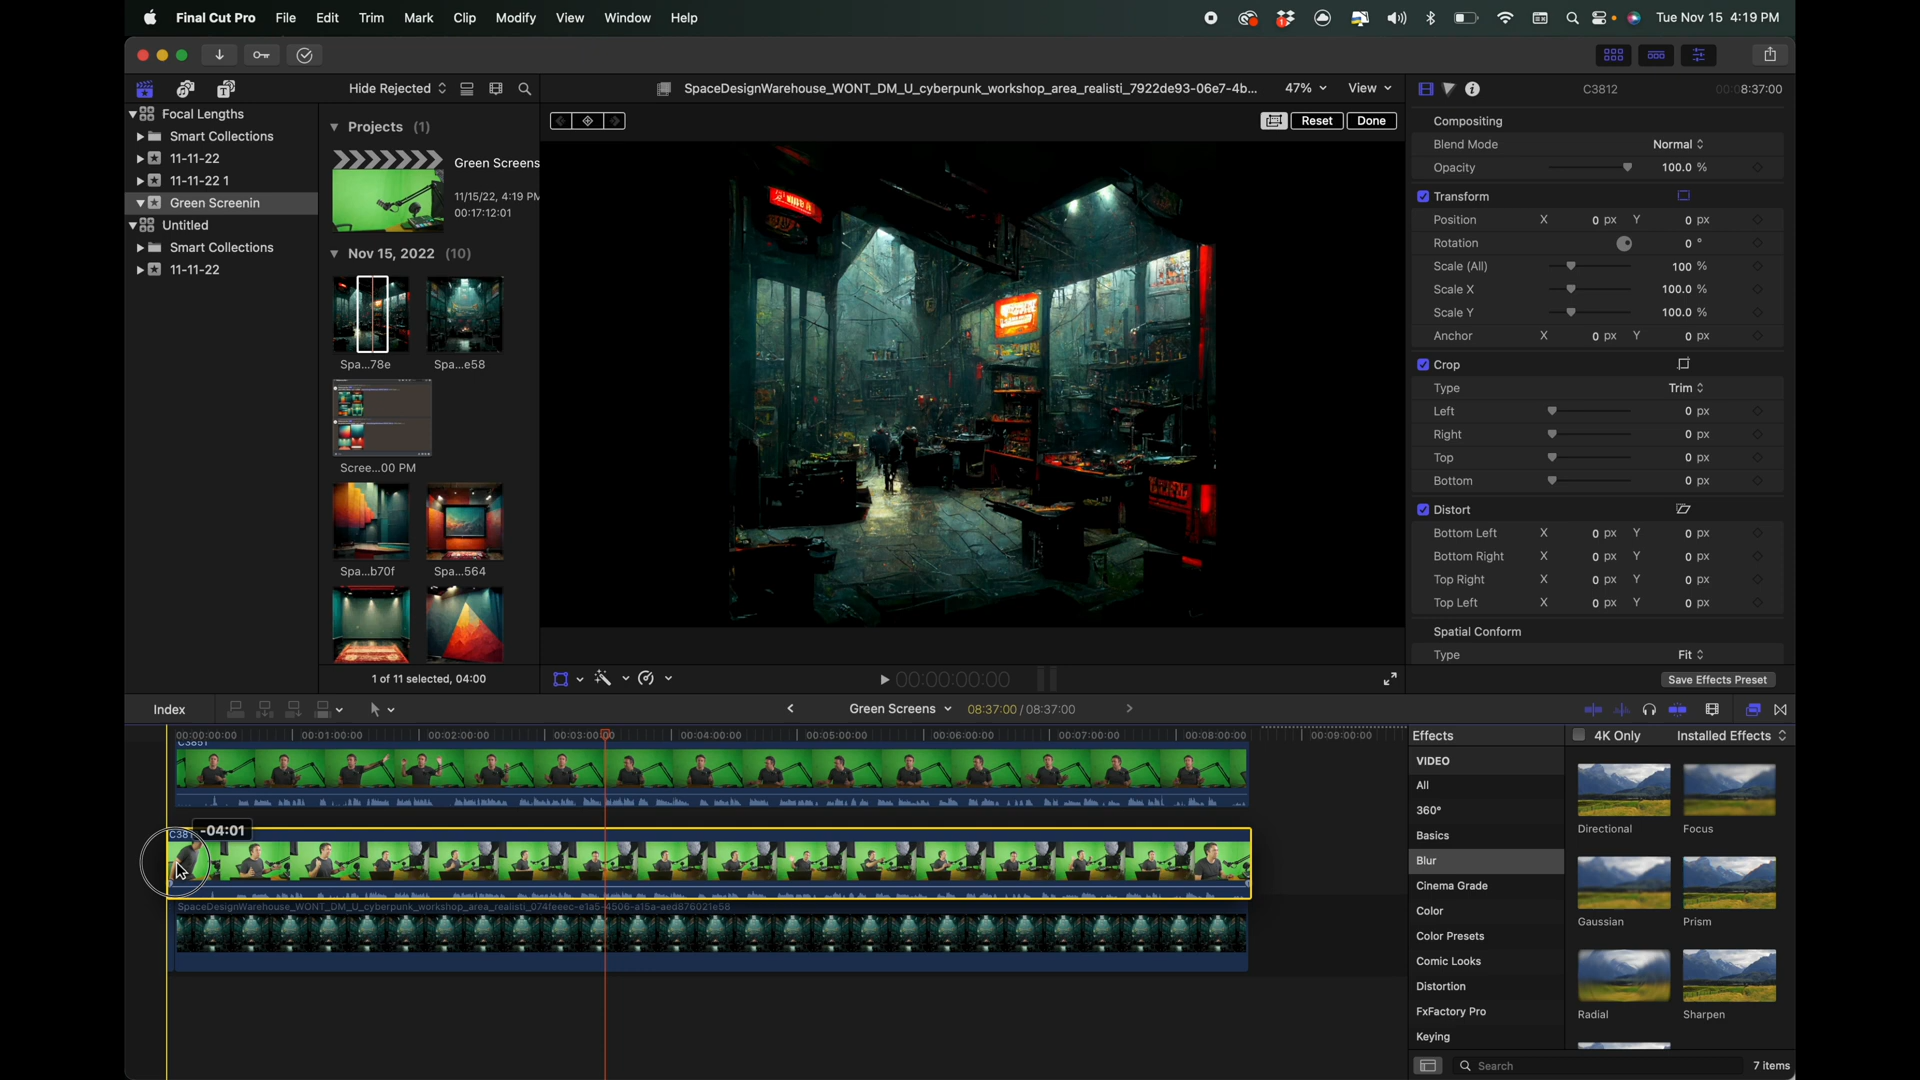 Final Cut Pro File Edit Trim Mark Clip Modify View Window Help
Tue Nov 15 4:19 PM
Hide Rejected
SpaceDesignWarehouse_WONT_DM_U_cyberpunk_workshop_area_realisti_7922de93-06e7-4b...
47%
View
C3812
00:08:37:00
Focal Lengths
Smart Collections
11-11-22
11-11-22 1
Green Screenin
Untitled
Smart Collections
11-11-22
Projects (1)
Green Screens
11/15/22, 4:19 PM
00:17:12:01
Nov 15, 2022 (10)
Spa...78e
Spa...e58
Scree...00 PM
Spa...b70f
Spa...564
1 of 11 selected, 04:00
Reset
Done
Compositing
Blend Mode Normal
Opacity 100.0 %
Transform
Position X 0 px Y 0 px
Rotation 0 °
Scale (All) 100 %
Scale X 100.0 %
Scale Y 100.0 %
Anchor X 0 px Y 0 px
Crop
Type Trim
Left 0 px
Right 0 px
Top 0 px
Bottom 0 px
Distort
Bottom Left X 0 px Y 0 px
Bottom Right X 0 px Y 0 px
Top Right X 0 px Y 0 px
Top Left X 0 px Y 0 px
Spatial Conform
Type Fit
Save Effects Preset
00:00:00:00
Index
Green Screens
08:37:00 / 08:37:00
00:00:00:00 00:01:00:00 00:02:00:00 00:03:00:00 00:04:00:00 00:05:00:00 00:06:00:00 00:07:00:00 00:08:00:00 00:09:00:00
C3851
-04:01
C381
SpaceDesignWarehouse_WONT_DM_U_cyberpunk_workshop_area_realisti_074feeec-e1a5-4506-a15a-aed876021e58
Effects
4K Only
Installed Effects
VIDEO
All
360°
Basics
Blur
Cinema Grade
Color
Color Presets
Comic Looks
Distortion
FxFactory Pro
Keying
Directional
Focus
Gaussian
Prism
Radial
Sharpen
Search
7 items